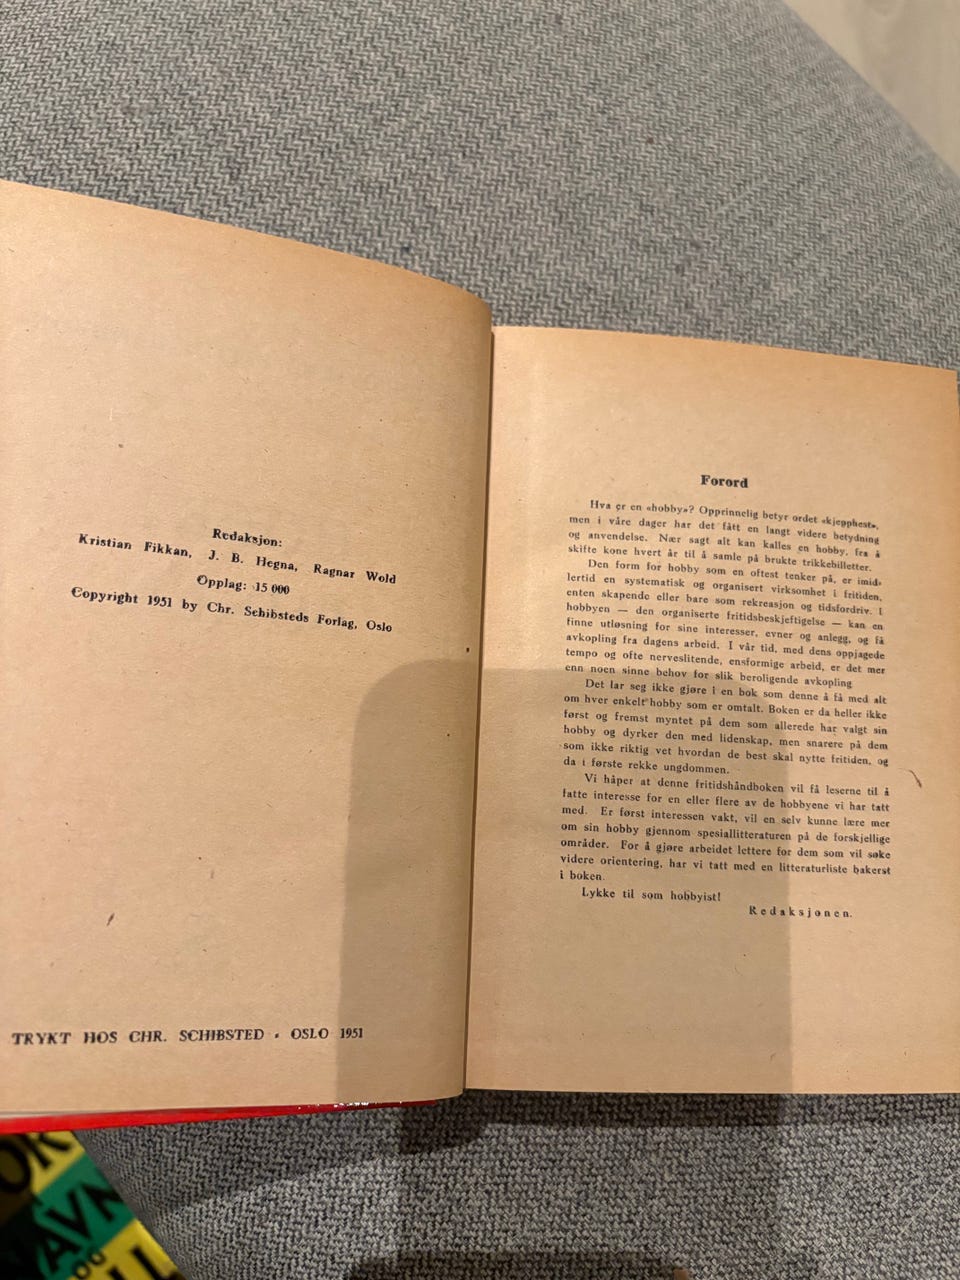 Redaksjon:
Kristian Fikkan, J. B. Hegna, Ragnar Wold
Opplag: 15 000
Copyright 1951 by Chr. Schibsteds Forlag, Oslo
TRYKT HOS CHR. SCHIBSTED • OSLO 1951
Forord
Hva er en «hobby»? Opprinnelig betyr ordet «kjepphest»,
men i våre dager har det fått en langt videre betydning
og anvendelse. Nær sagt alt kan kalles en hobby, fra å
skifte kone hvert år til å samle på brukte trikkebilletter.
Den form for hobby som en oftest tenker på, er imid-
lertid en systematisk og organisert virksomhet i fritiden,
enten skapende eller bare som rekreasjon og tidsfordriv. I
hobbyen — den organiserte fritidsbeskjeftigelse — kan en
finne utløsning for sine interesser, evner og anlegg, og få
avkopling fra dagens arbeid. I vår tid, med dens oppjagede
tempo og ofte nerveslitende, ensformige arbeid, er det mer
enn noen sinne behov for slik beroligende avkopling
Det lar seg ikke gjøre i en bok som denne å få med alt
om hver enkelt hobby som er omtalt. Boken er da heller ikke
først og fremst myntet på dem som allerede har valgt sin
hobby og dyrker den med lidenskap, men snarere på dem
som ikke riktig vet hvordan de best skal nytte fritiden, og
da i første rekke ungdommen.
Vi håper at denne fritidshåndboken vil få leserne til å
fatte interesse for en eller flere av de hobbyene vi har tatt
med. Er først interessen vakt, vil en selv kunne lære mer
om sin hobby gjennom spesiallitteraturen på de forskjellige
områder. For å gjøre arbeidet lettere for dem som vil søke
videre orientering, har vi tatt med en litteraturliste bakerst
i boken.
Lykke til som hobbyist!
Redaksjonen.
NAVN
OG